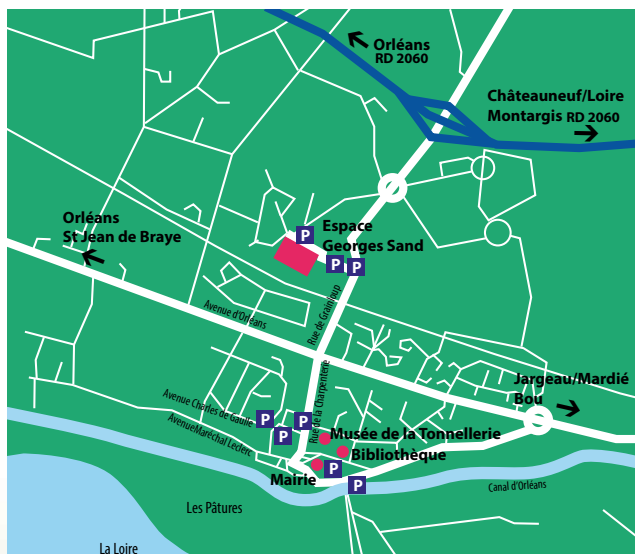 Orléans
RD 2060
Châteauneuf/Loire
Montargis RD 2060
Orléans
St Jean de Braye
P
Espace
Georges Sand
P
P
Avenue d'Orléans
Rue de Grainloup
Jargeau/Mardié
Bou
Avenue Charles de Gaulle
AvenueMaréchal Leclerc
P
P
P
Rue de la Charpenterie
Musée de la Tonnellerie
Bibliothèque
Mairie
P
P
Canal d'Orléans
Les Pâtures
La Loire